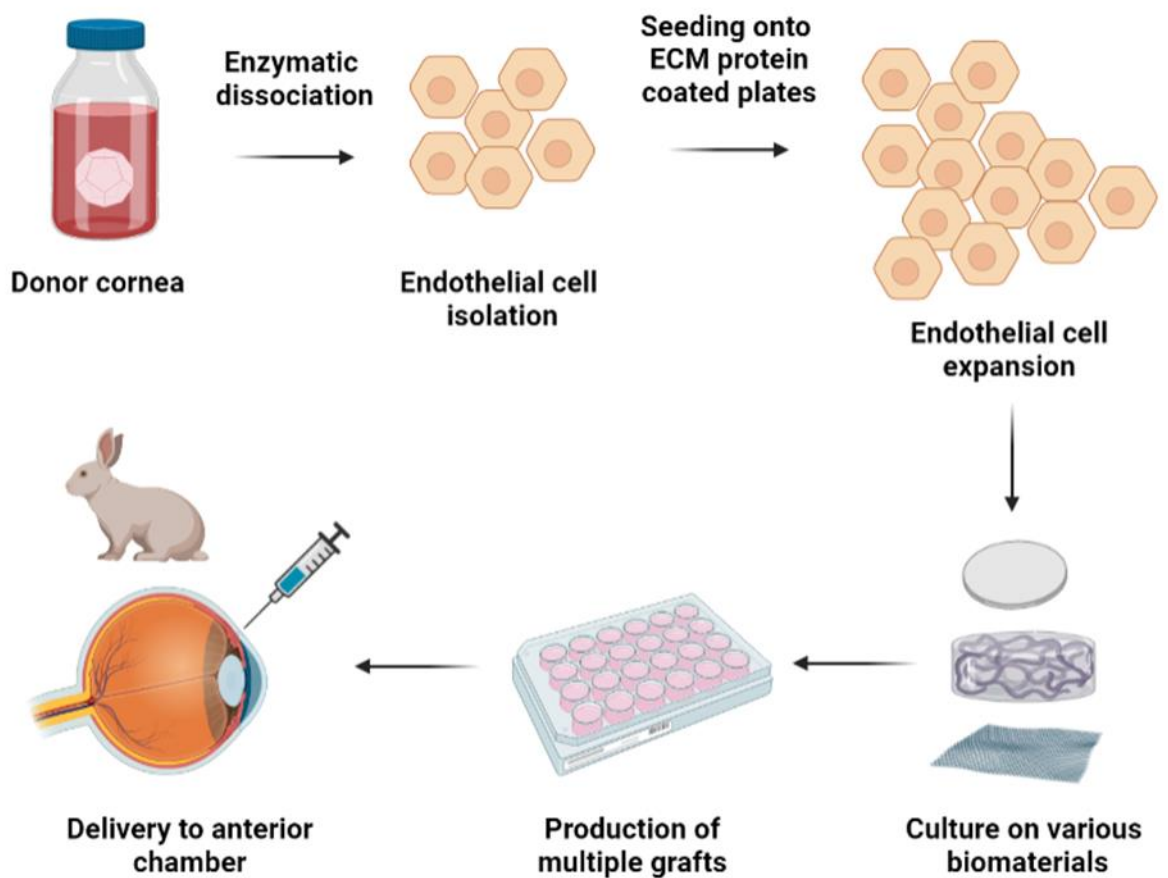 Enzymatic
dissociation
Seeding onto
ECM protein
coated plates
Donor cornea
Endothelial cell
isolation
Endothelial cell
expansion
Delivery to anterior
chamber
Production of
multiple grafts
Culture on various
biomaterials